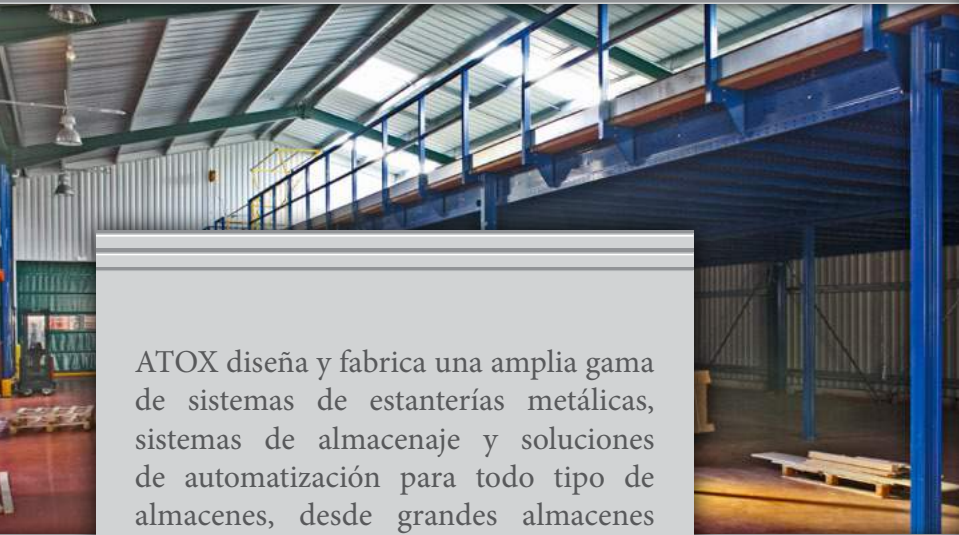 ATOX diseña y fabrica una amplia gama
de sistemas de estanterías metálicas,
sistemas de almacenaje y soluciones
de automatización para todo tipo de
almacenes, desde grandes almacenes